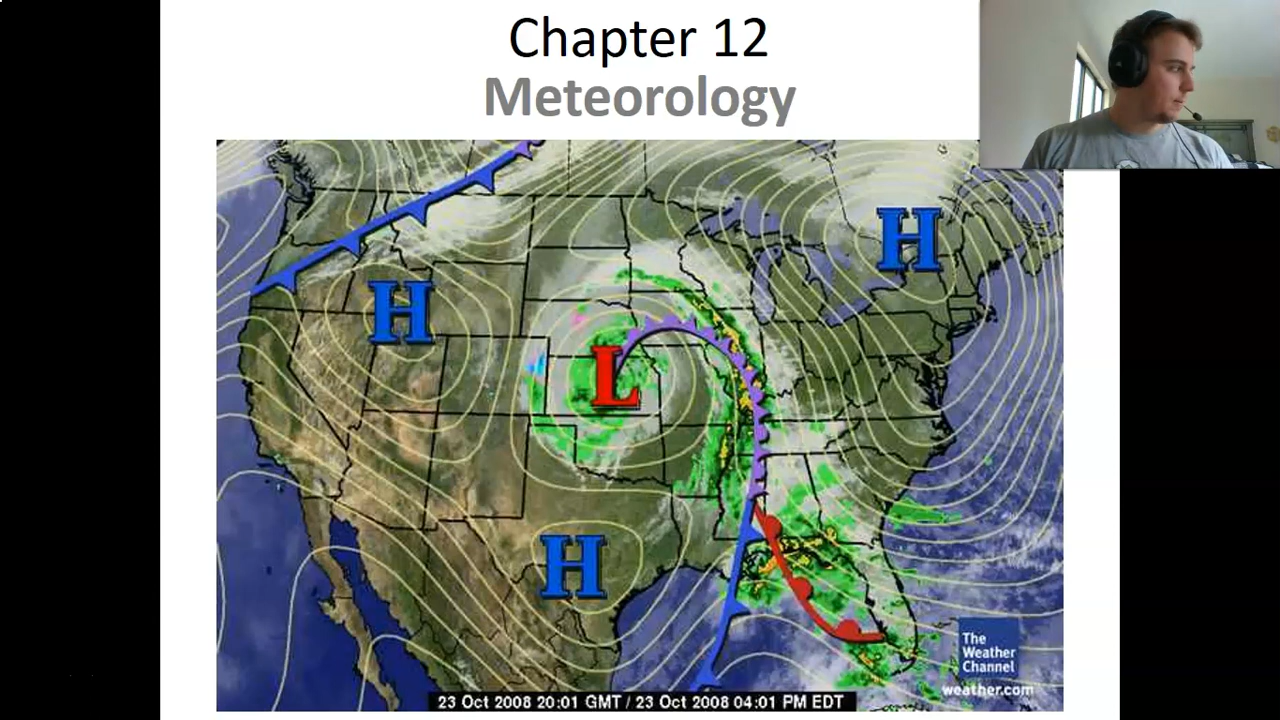 Chapter 12
Meteorology
H
H
L
H
The
Weather
Channel
weather.com
23 Oct 2008 20:01 GMT / 23 Oct 2008 04:01 PM EDT